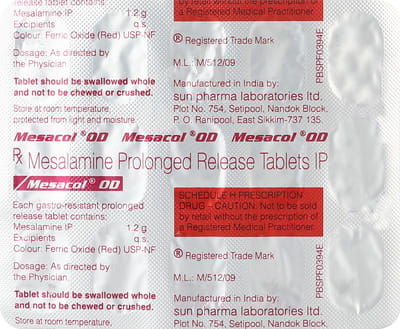 release tablet contains:
Mesalamine IP 1.2 g
Excipients q.s.
Colour: Ferric Oxide (Red) USP-NF
Dosage: As directed by
the Physician
Tablet should be swallowed whole
and not to be chewed or crushed.
Store at room temperature,
protected from light and moisture.
by retail without the prescription of
a Registered Medical Practitioner.
® Registered Trade Mark
M.L.: M/512/09
Manufactured in India by:
sun pharma laboratories ltd.
Plot No. 754, Setipool, Nandok Block,
P. O. Ranipool, East Sikkim-737 135.
PBSPF0394E
Mesacol® OD Mesacol® OD Mesacol® OD
Rx Mesalamine Prolonged Release Tablets IP
Mesacol® OD
Each gastro-resistant prolonged
release tablet contains:
Mesalamine IP 1.2 g
Excipients q.s.
Colour: Ferric Oxide (Red) USP-NF
Dosage: As directed by
the Physician
Tablet should be swallowed whole
and not to be chewed or crushed.
Store at room temperature,
SCHEDULE H PRESCRIPTION
DRUG - CAUTION: Not to be sold
by retail without the prescription of
a Registered Medical Practitioner.
® Registered Trade Mark
M.L.: M/512/09
Manufactured in India by:
sun pharma laboratories ltd.
Plot No. 754, Setipool, Nandok Block,
PBSPF0394E